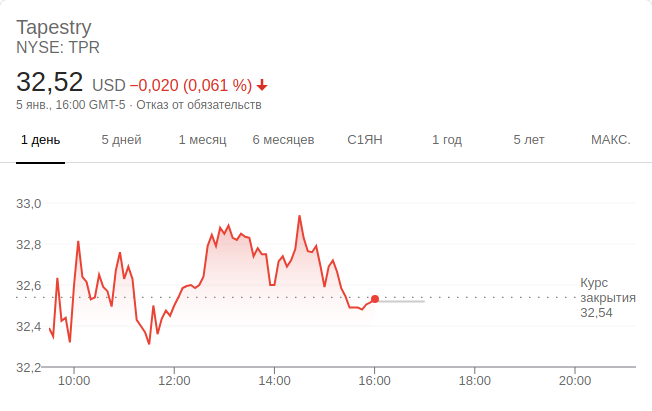 Tapestry
NYSE: TPR
32,52 USD −0,020 (0,061 %)
5 янв., 16:00 GMT-5 · Отказ от обязательств
1 день 5 дней 1 месяц 6 месяцев С1ЯН 1 год 5 лет МАКС.
33,0
32,8
32,6
32,4
32,2
Курс
закрытия
32,54
10:00 12:00 14:00 16:00 18:00 20:00